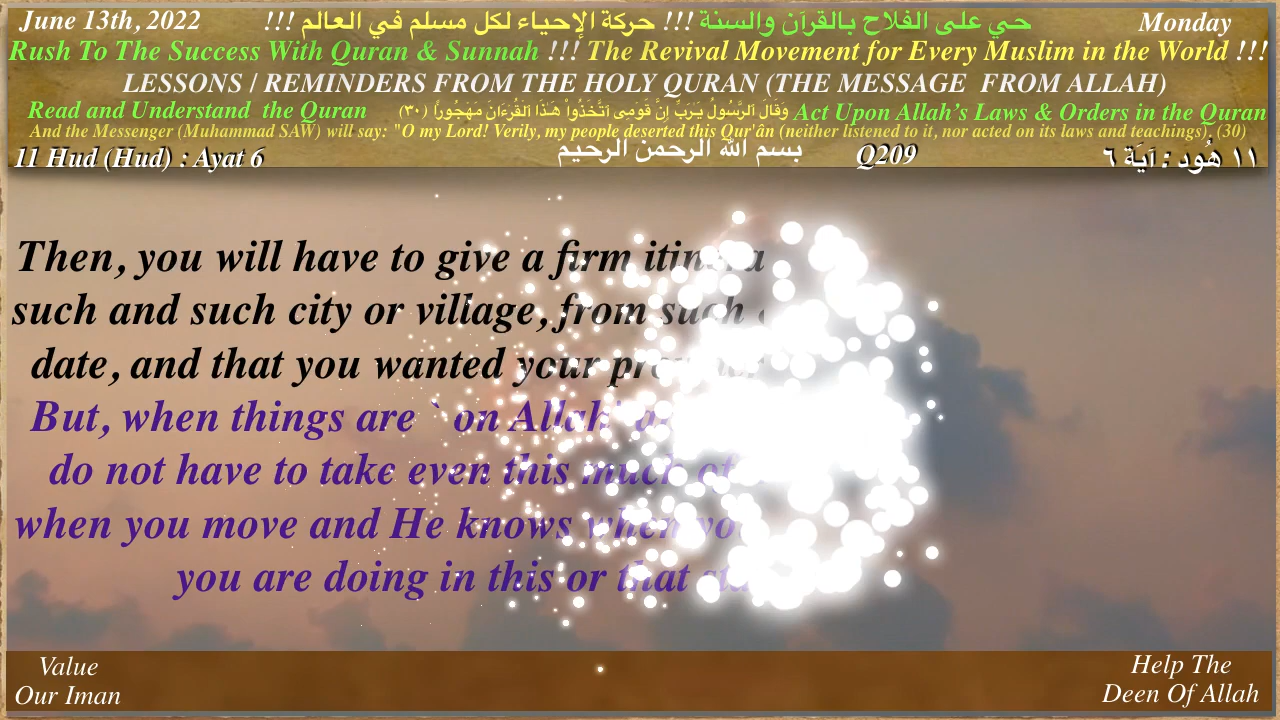 June 13th, 2022 !!! حي على الفلاح بالقرآن والسنة !!! حركة الإحياء لكل مسلم في العالم Monday
Rush To The Success With Quran & Sunnah !!! The Revival Movement for Every Muslim in the World !!!
LESSONS / REMINDERS FROM THE HOLY QURAN (THE MESSAGE FROM ALLAH)
Read and Understand the Quran وَقَالَ ٱلرَّسُولُ يَـٰرَبِّ إِنَّ قَوْمِى ٱتَّخَذُوا۟ هَـٰذَا ٱلْقُرْءَانَ مَهْجُورًا (٣٠) Act Upon Allah’s Laws & Orders in the Quran
And the Messenger (Muhammad SAW) will say: "O my Lord! Verily, my people deserted this Qur'ân (neither listened to it, nor acted on its laws and teachings). (30)
11 Hud (Hud) : Ayat 6 بسم الله الرحمن الرحيم Q209 ١١ هُود : آيَة ٦
Then, you will have to give a firm
such and such city or village, from such
date, and that you wanted your
But, when things are ` on Allah
do not have to take even this much of
when you move and He knows when
you are doing in this or that
Value
Our Iman
Help The
Deen Of Allah